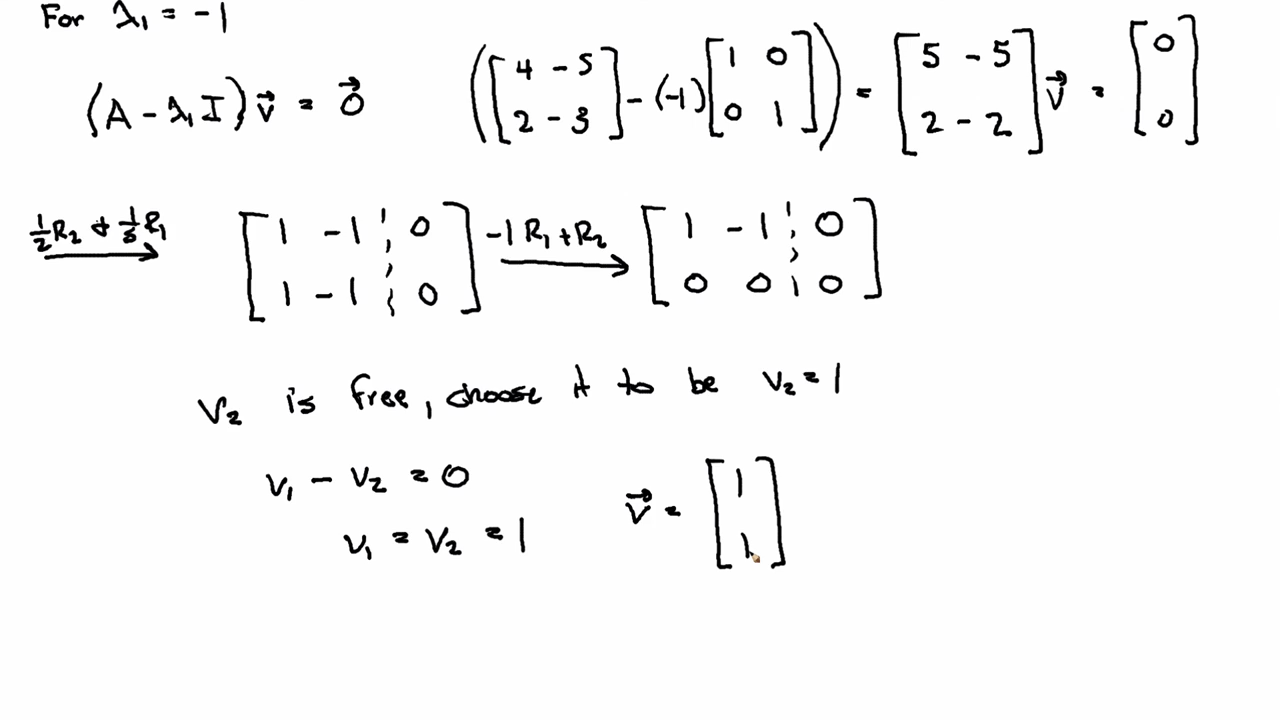 For λ₁ = -1
(A - λ₁I)v⃗ = 0⃗ ([4 -5; 2 -3] - (-1)[1 0; 0 1]) = [5 -5; 2 -2]v⃗ = [0; 0]
½R₂ & ⅕R₁ → [1 -1 ¦ 0; 1 -1 ¦ 0] -1R₁+R₂ → [1 -1 ¦ 0; 0 0 ¦ 0]
v₂ is free, choose it to be v₂ = 1
v₁ - v₂ = 0
v₁ = v₂ = 1 v⃗ = [1; 1]